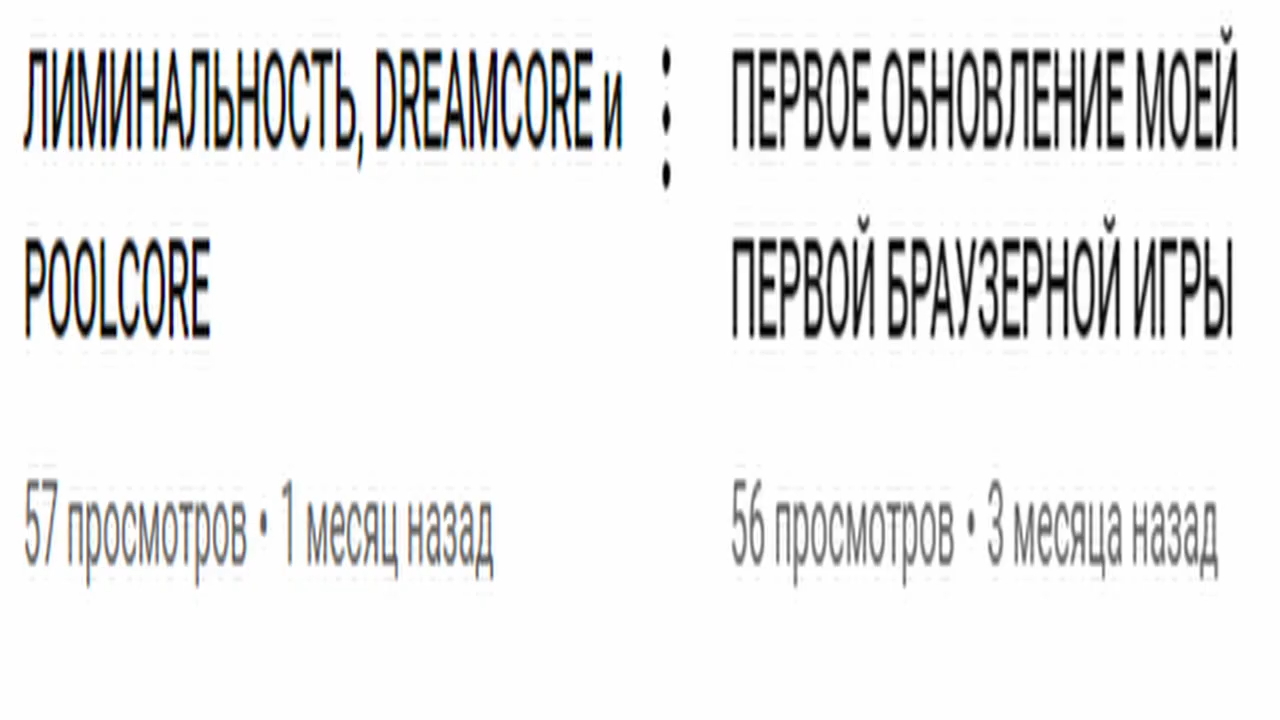 ЛИМИНАЛЬНОСТЬ, DREAMCORE и
POOLCORE
57 просмотров • 1 месяц назад
ПЕРВОЕ ОБНОВЛЕНИЕ МОЕЙ
ПЕРВОЙ БРАУЗЕРНОЙ ИГРЫ
56 просмотров • 3 месяца назад